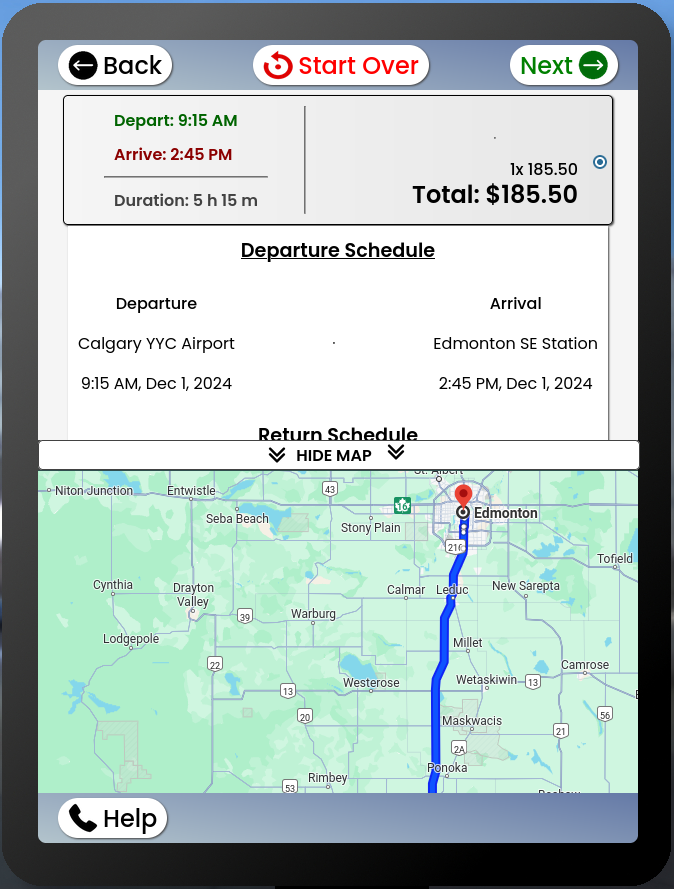 Back
Start Over
Next
Depart: 9:15 AM
Arrive: 2:45 PM
Duration: 5 h 15 m
1x 185.50
Total: $185.50
Departure Schedule
Departure
Arrival
Calgary YYC Airport
Edmonton SE Station
9:15 AM, Dec 1, 2024
2:45 PM, Dec 1, 2024
Return Schedule
HIDE MAP
St. Albert
Niton Junction
Entwistle
43
16
Seba Beach
Stony Plain
Edmonton
216
Tofield
Cynthia
Drayton
Valley
Calmar
Leduc
New Sarepta
39
Warburg
Lodgepole
Millet
22
Camrose
13
Westerose
Wetaskiwin
13
20
Maskwacis
56
21
2A
Ponoka
Rimbey
53
Help